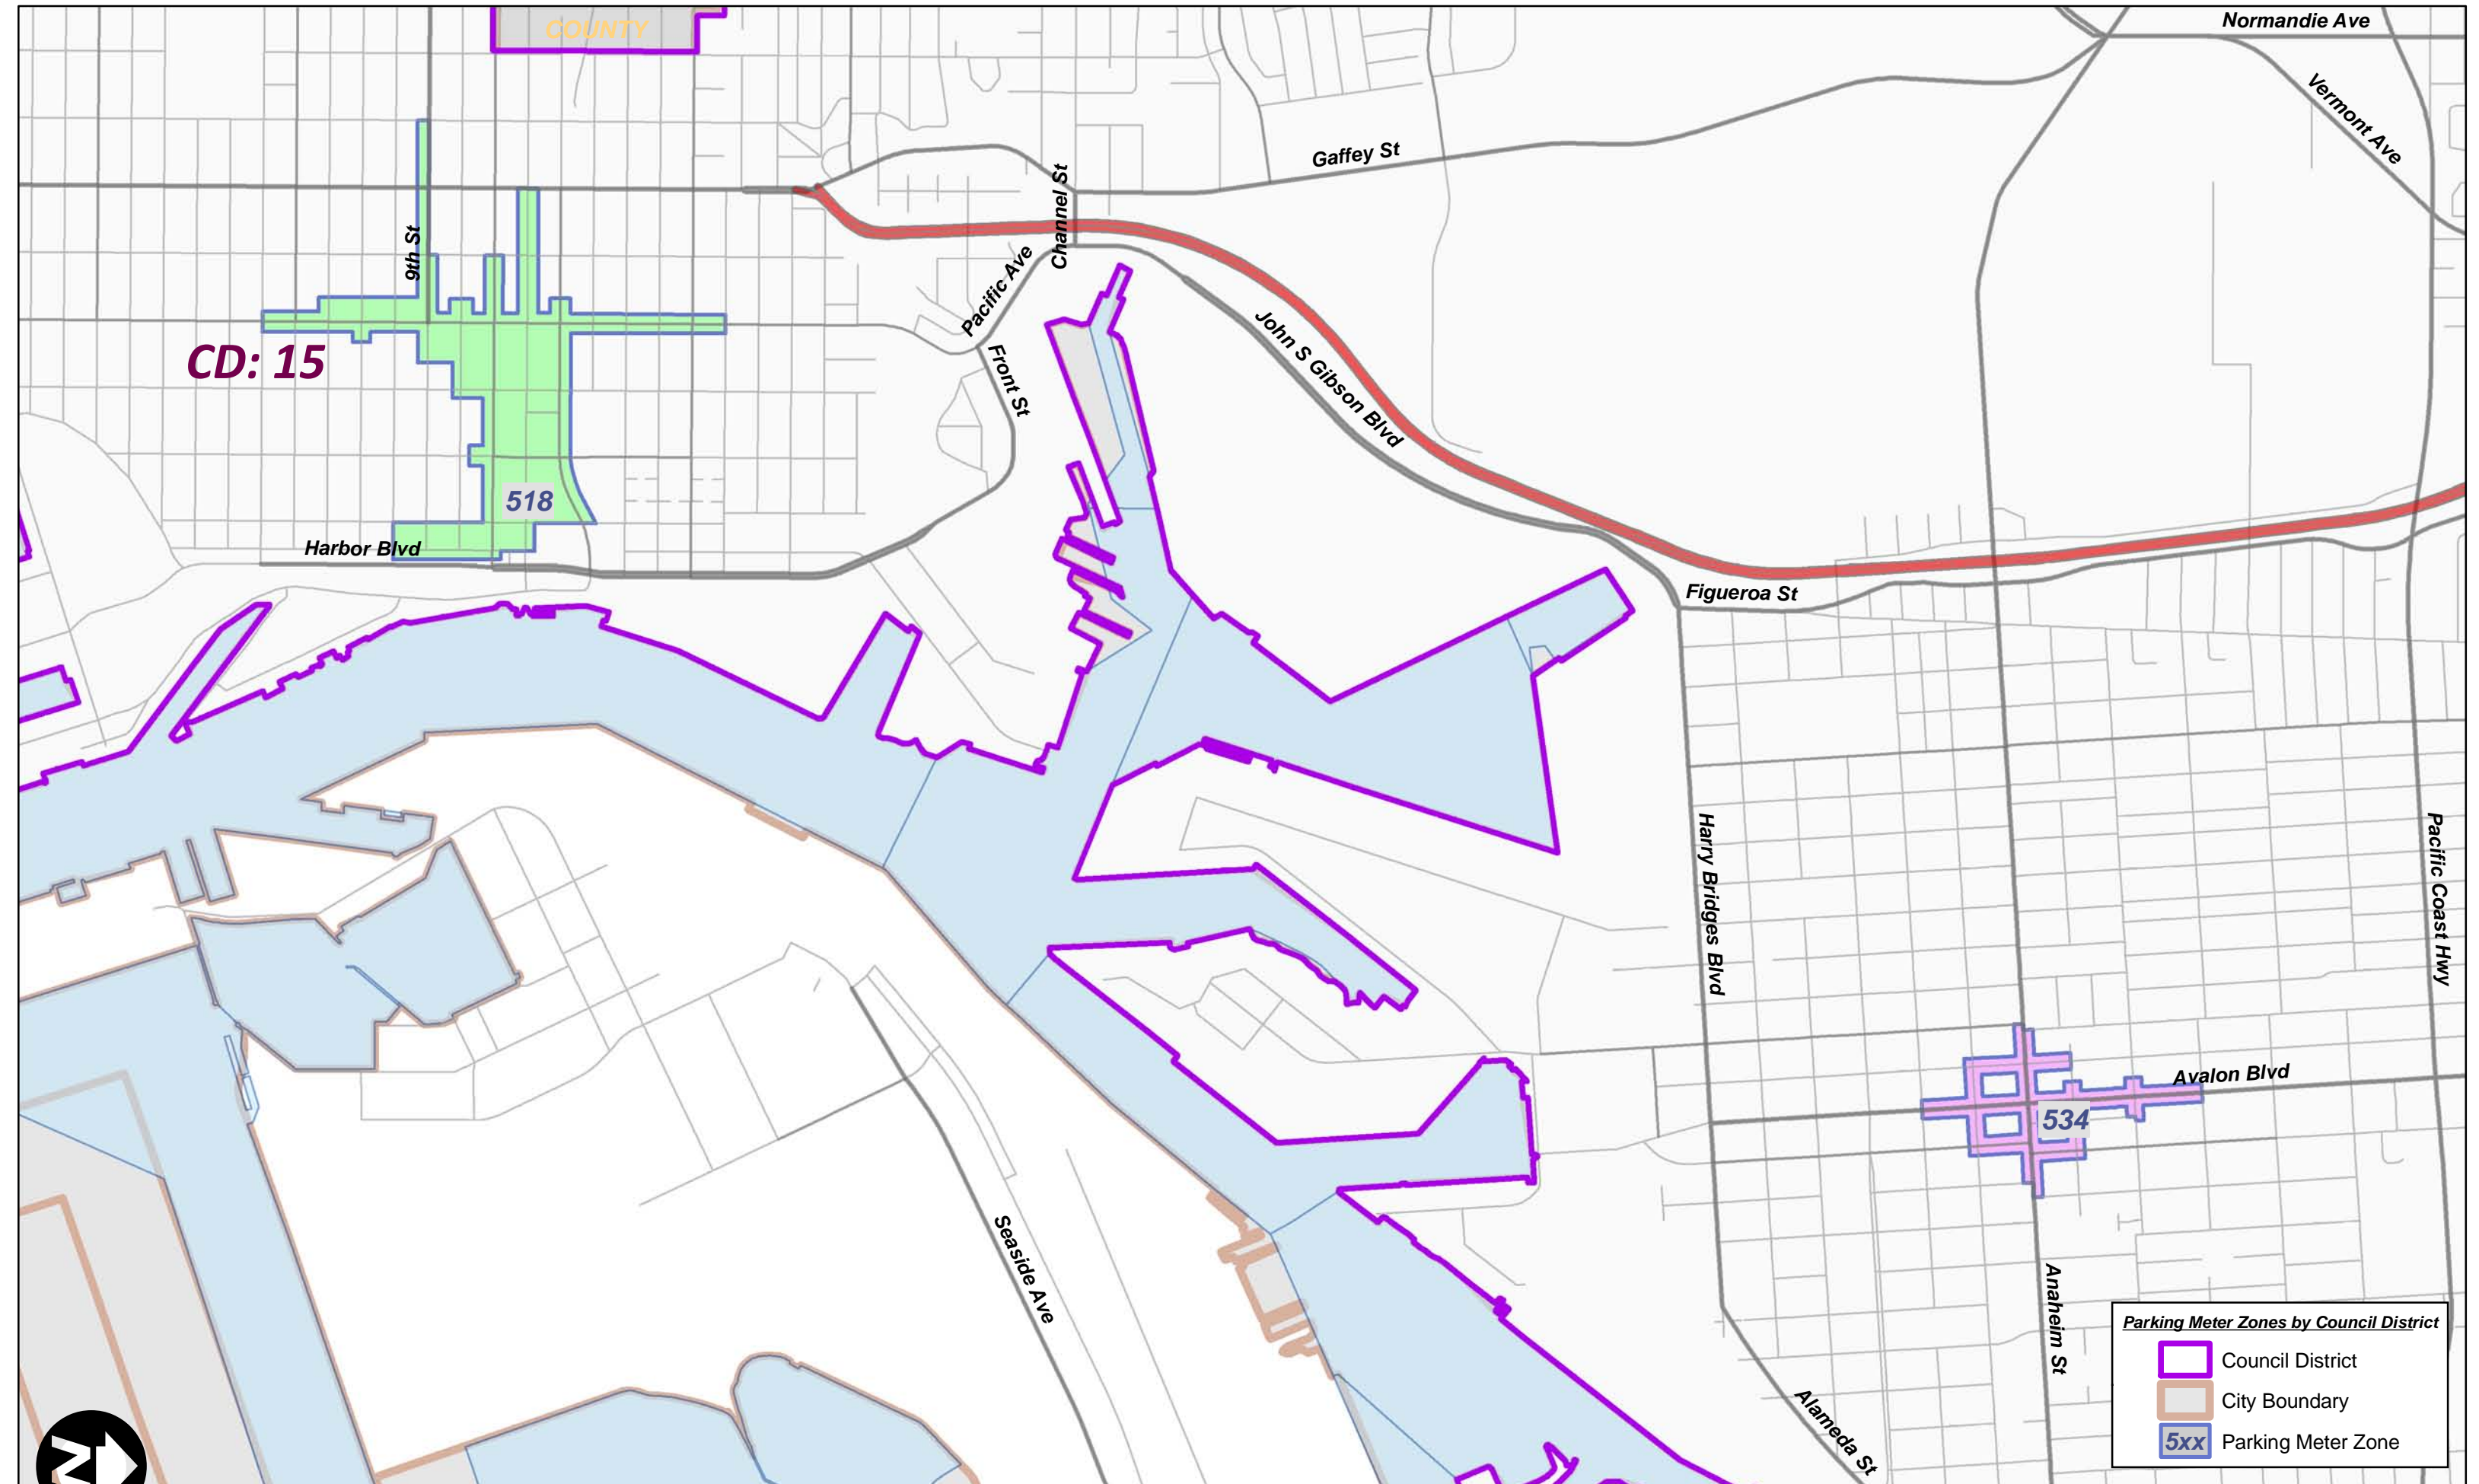 COUNTY
Normandie Ave
Vermont Ave
Gaffey St
Channel St
9th St
Pacific Ave
John S Gibson Blvd
CD: 15
Front St
518
Harbor Blvd
Figueroa St
Harry Bridges Blvd
Pacific Coast Hwy
Avalon Blvd
534
Seaside Ave
Anaheim St
Alameda St
Parking Meter Zones by Council District
Council District
City Boundary
5xx Parking Meter Zone
N